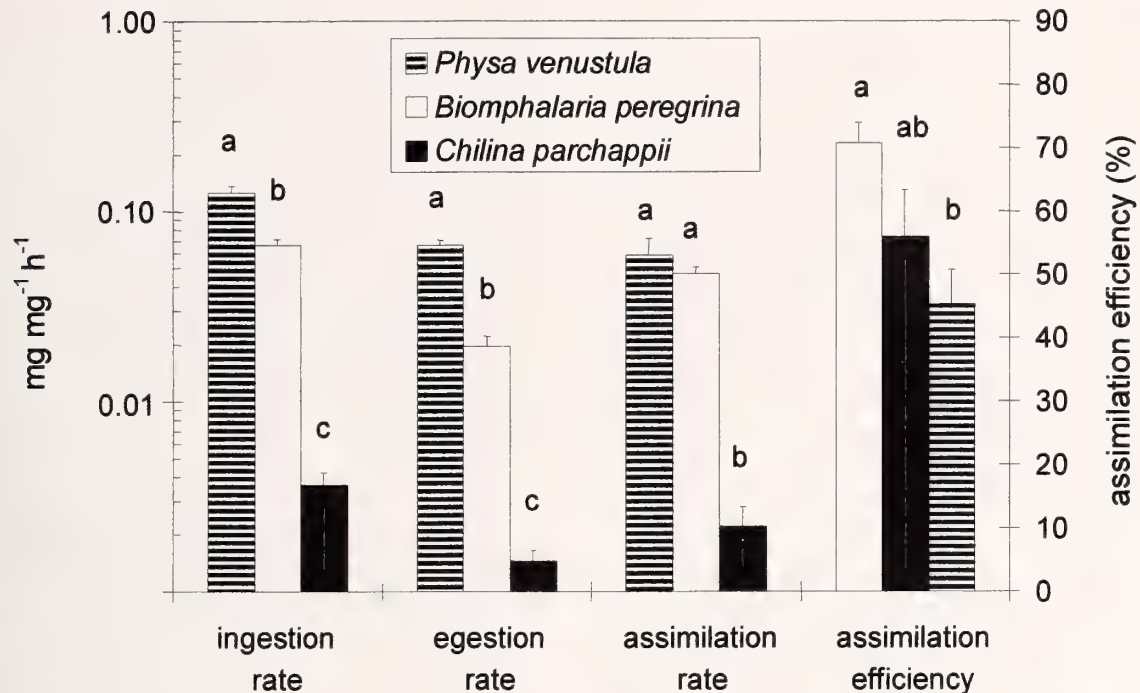 1.00
0.10
0.01
mg mg⁻¹ h⁻¹
Physa venustula
Biomphalaria peregrina
Chilina parchappii
a
b
c
a
b
c
a
a
b
a
ab
b
90
80
70
60
50
40
30
20
10
0
assimilation efficiency (%)
ingestion
rate
egestion
rate
assimilation
rate
assimilation
efficiency